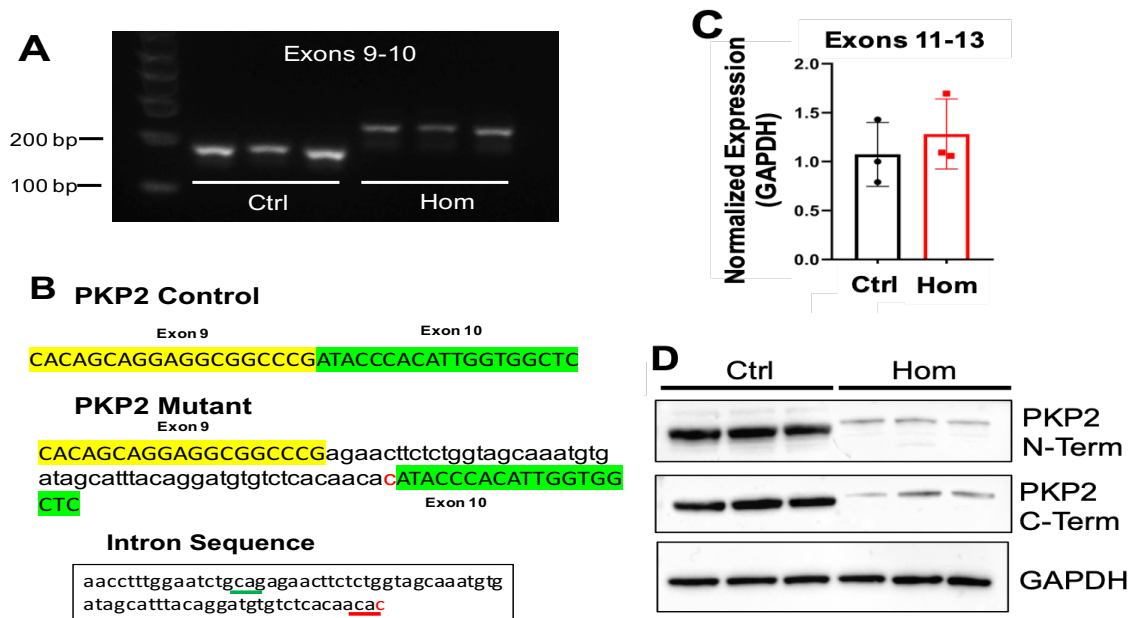 A
Exons 9-10
200 bp
100 bp
Ctrl
Hom
B
PKP2 Control
Exon 9
Exon 10
CACAGCAGGAGGCGGCCCGATACCCACATTGGTGGCTC
PKP2 Mutant
Exon 9
CACAGCAGGAGGCGGCCCGagaacttctctggtagcaaatgtg
atagcatttacaggatgtgtctcacaacacATACCCACATTGGTGG
CTC
Exon 10
Intron Sequence
aacctttggaatctgcagagaacttctctggtagcaaatgtg
atagcatttacaggatgtgtctcacaacac
C
Exons 11-13
Normalized Expression
(GAPDH)
2.0
1.5
1.0
0.5
0.0
Ctrl
Hom
D
Ctrl
Hom
PKP2
N-Term
PKP2
C-Term
GAPDH